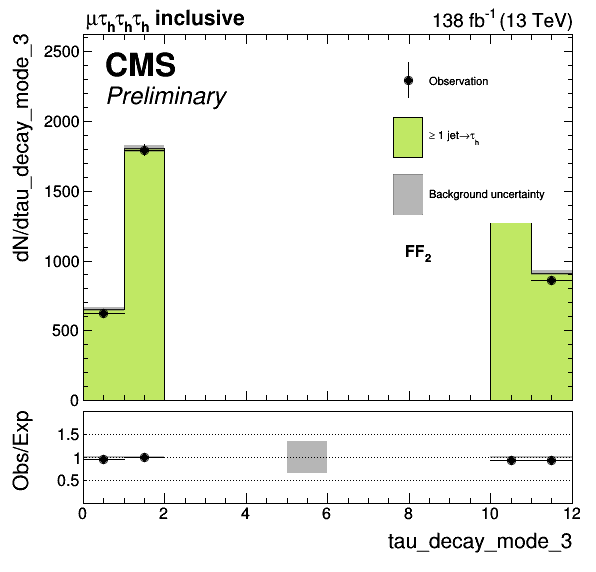 μτhτhτh inclusive
138 fb-1 (13 TeV)
CMS
Preliminary
Observation
≥ 1 jet→τh
Background uncertainty
FF2
dN/dtau_decay_mode_3
2500
2000
1500
1000
500
0
Obs/Exp
1.5
1
0.5
0 2 4 6 8 10 12
tau_decay_mode_3